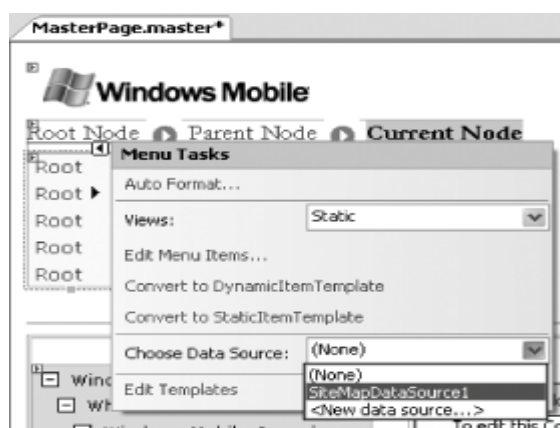 MasterPage.master*
Windows Mobile
Root Node Parent Node Current Node
Root
Root
Root
Root
Root
Menu Tasks
Auto Format...
Views: Static
Edit Menu Items...
Convert to DynamicItemTemplate
Convert to StaticItemTemplate
Choose Data Source: (None)
(None)
SiteMapDataSource1
<New data source...>
Edit Templates
To edit this Co